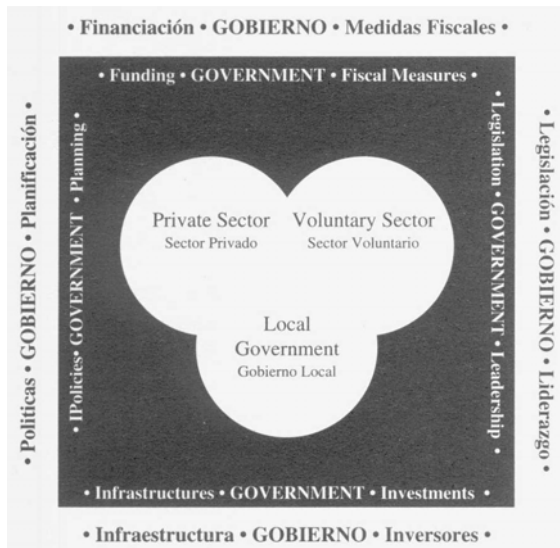 • Financiación • GOBIERNO • Medidas Fiscales •
• Funding • GOVERNMENT • Fiscal Measures •
• Politicas • GOBIERNO • Planificación •
• IPolicies• GOVERNMENT • Planning •
Private Sector
Sector Privado
Voluntary Sector
Sector Voluntario
Local
Government
Gobierno Local
• Legislation • GOVERNMENT • Leadership •
• Legislación • GOBIERNO • Liderazgo •
• Infrastructures • GOVERNMENT • Investments •
• Infraestructura • GOBIERNO • Inversores •